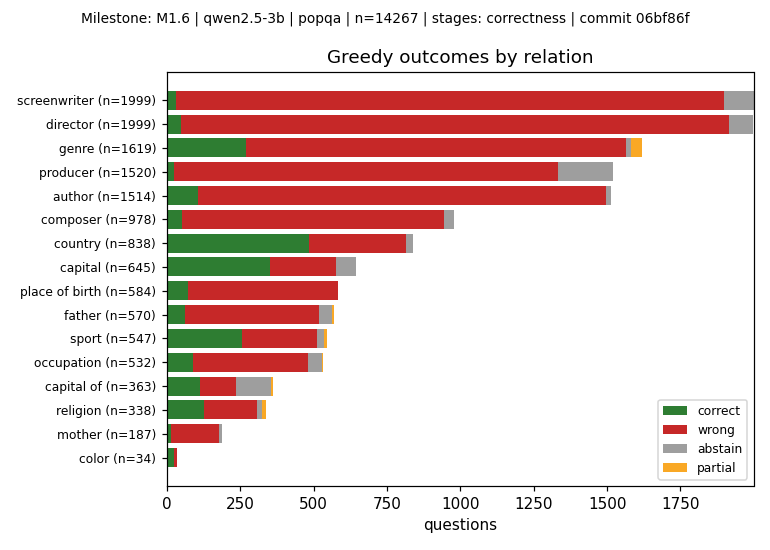 Milestone: M1.6 | qwen2.5-3b | popqa | n=14267 | stages: correctness | commit 06bf86f
Greedy outcomes by relation
screenwriter (n=1999)
director (n=1999)
genre (n=1619)
producer (n=1520)
author (n=1514)
composer (n=978)
country (n=838)
capital (n=645)
place of birth (n=584)
father (n=570)
sport (n=547)
occupation (n=532)
capital of (n=363)
religion (n=338)
mother (n=187)
color (n=34)
correct
wrong
abstain
partial
0 250 500 750 1000 1250 1500 1750
questions